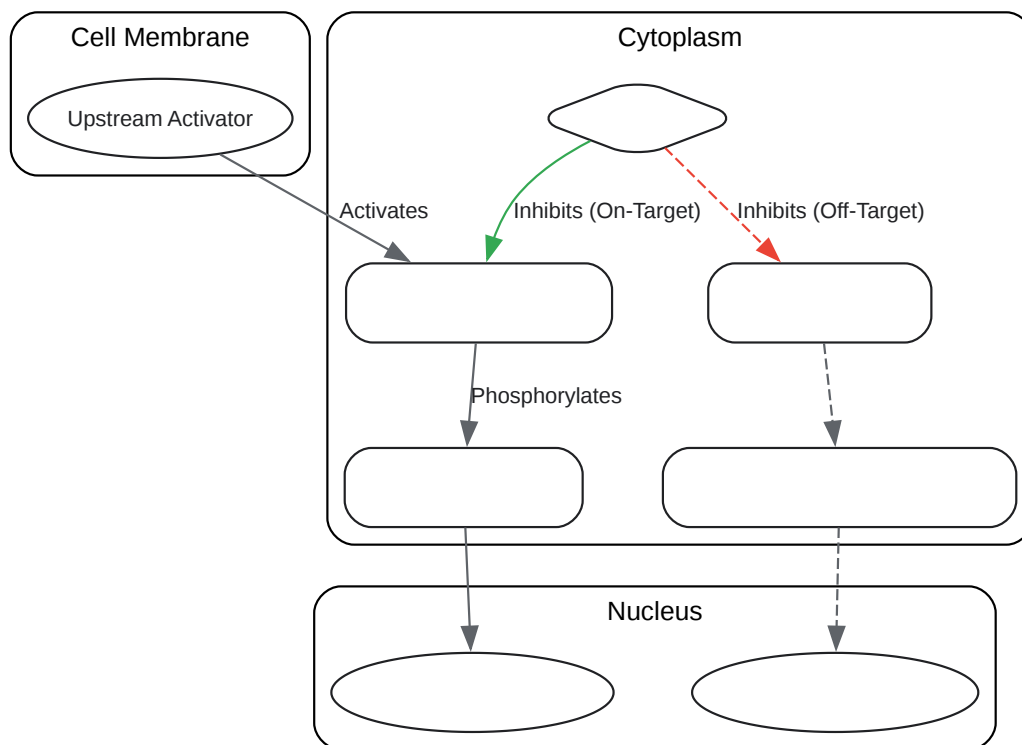 Cell Membrane
Upstream Activator
Cytoplasm
Activates
Inhibits (On-Target)
Inhibits (Off-Target)
Phosphorylates
Nucleus